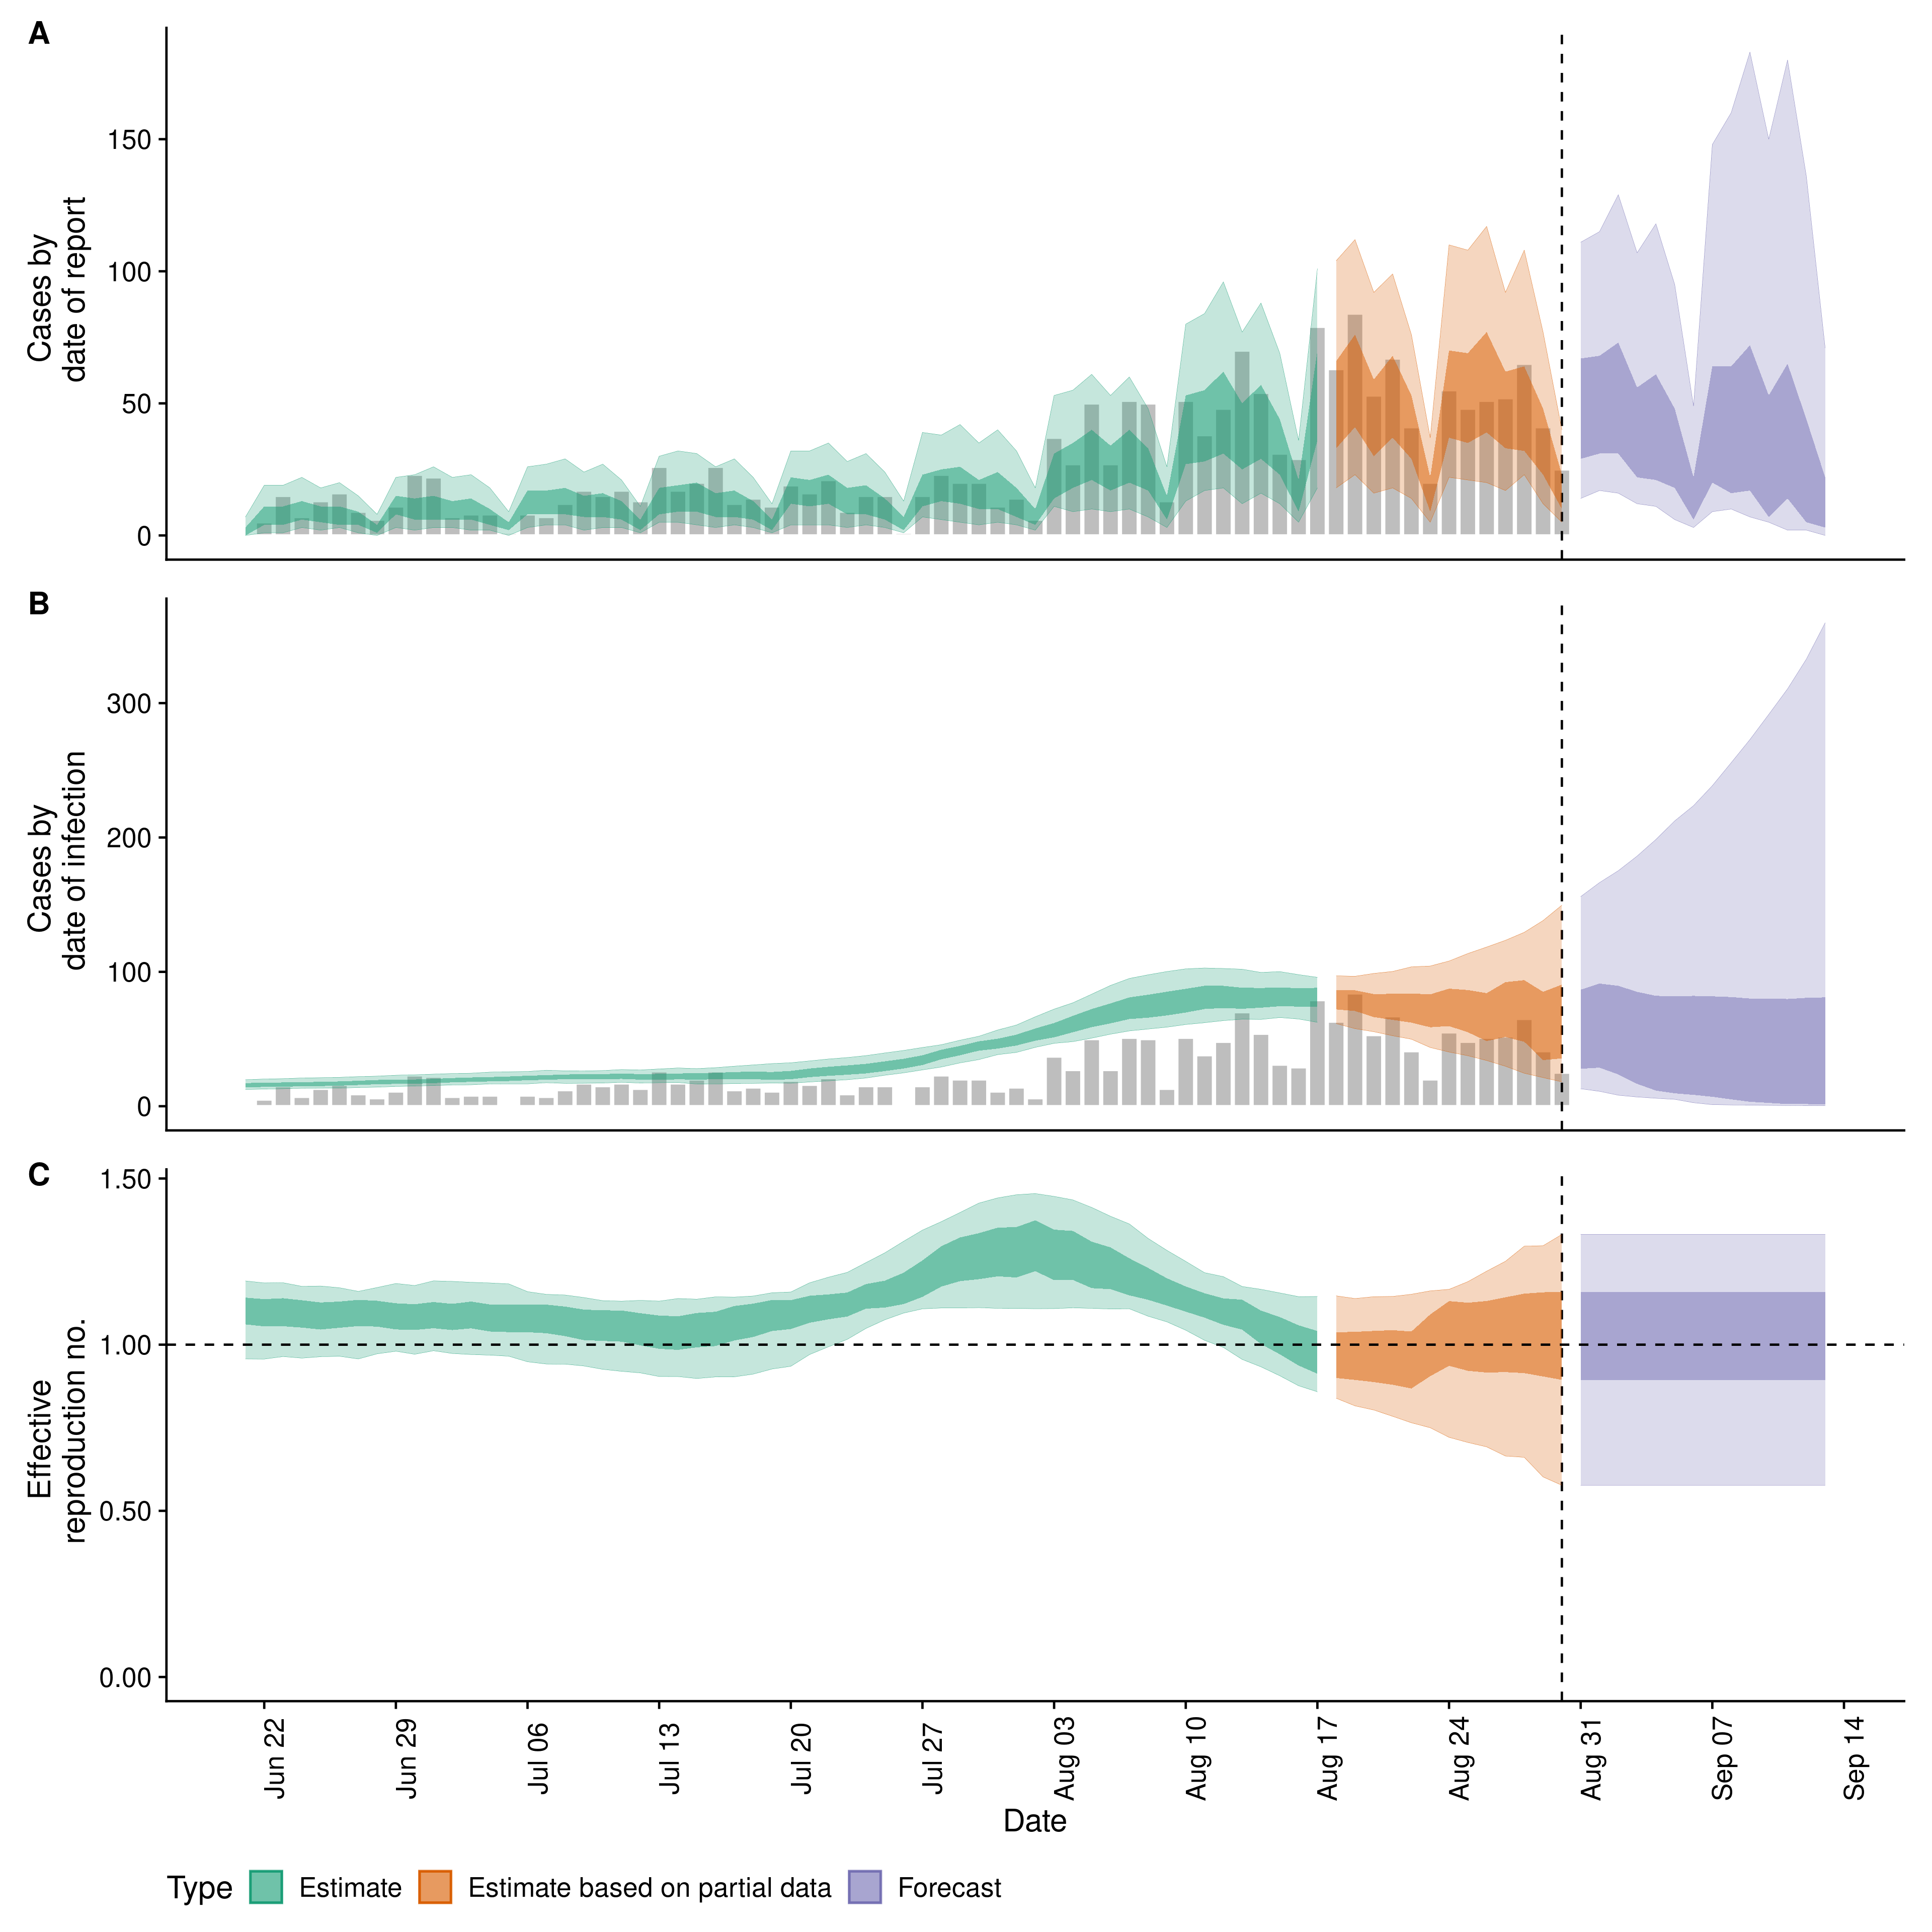 A
Cases by
date of report
150
100
50
0
B
Cases by
date of infection
300
200
100
0
C
Effective
reproduction no.
1.50
1.00
0.50
0.00
Jun 22
Jun 29
Jul 06
Jul 13
Jul 20
Jul 27
Aug 03
Aug 10
Aug 17
Aug 24
Aug 31
Sep 07
Sep 14
Date
Type Estimate Estimate based on partial data Forecast